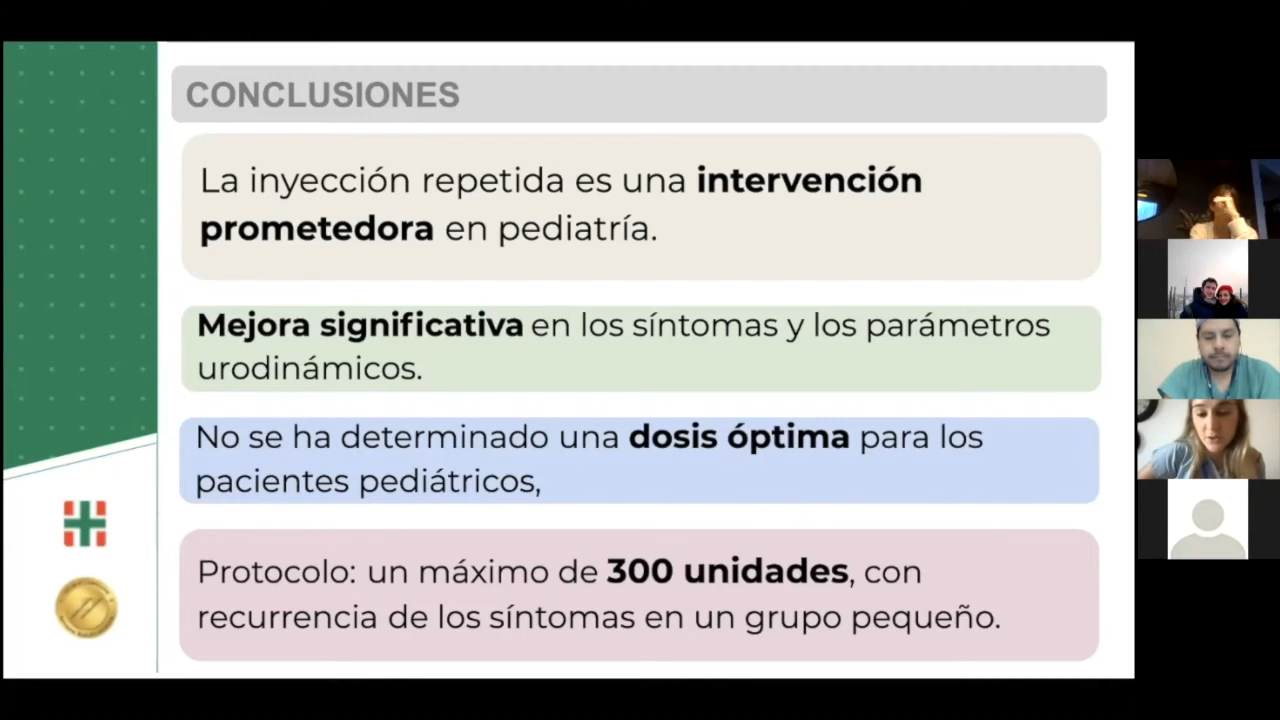 CONCLUSIONES
La inyección repetida es una intervención
prometedora en pediatría.
Mejora significativa en los síntomas y los parámetros
urodinámicos.
No se ha determinado una dosis óptima para los
pacientes pediátricos,
Protocolo: un máximo de 300 unidades, con
recurrencia de los síntomas en un grupo pequeño.